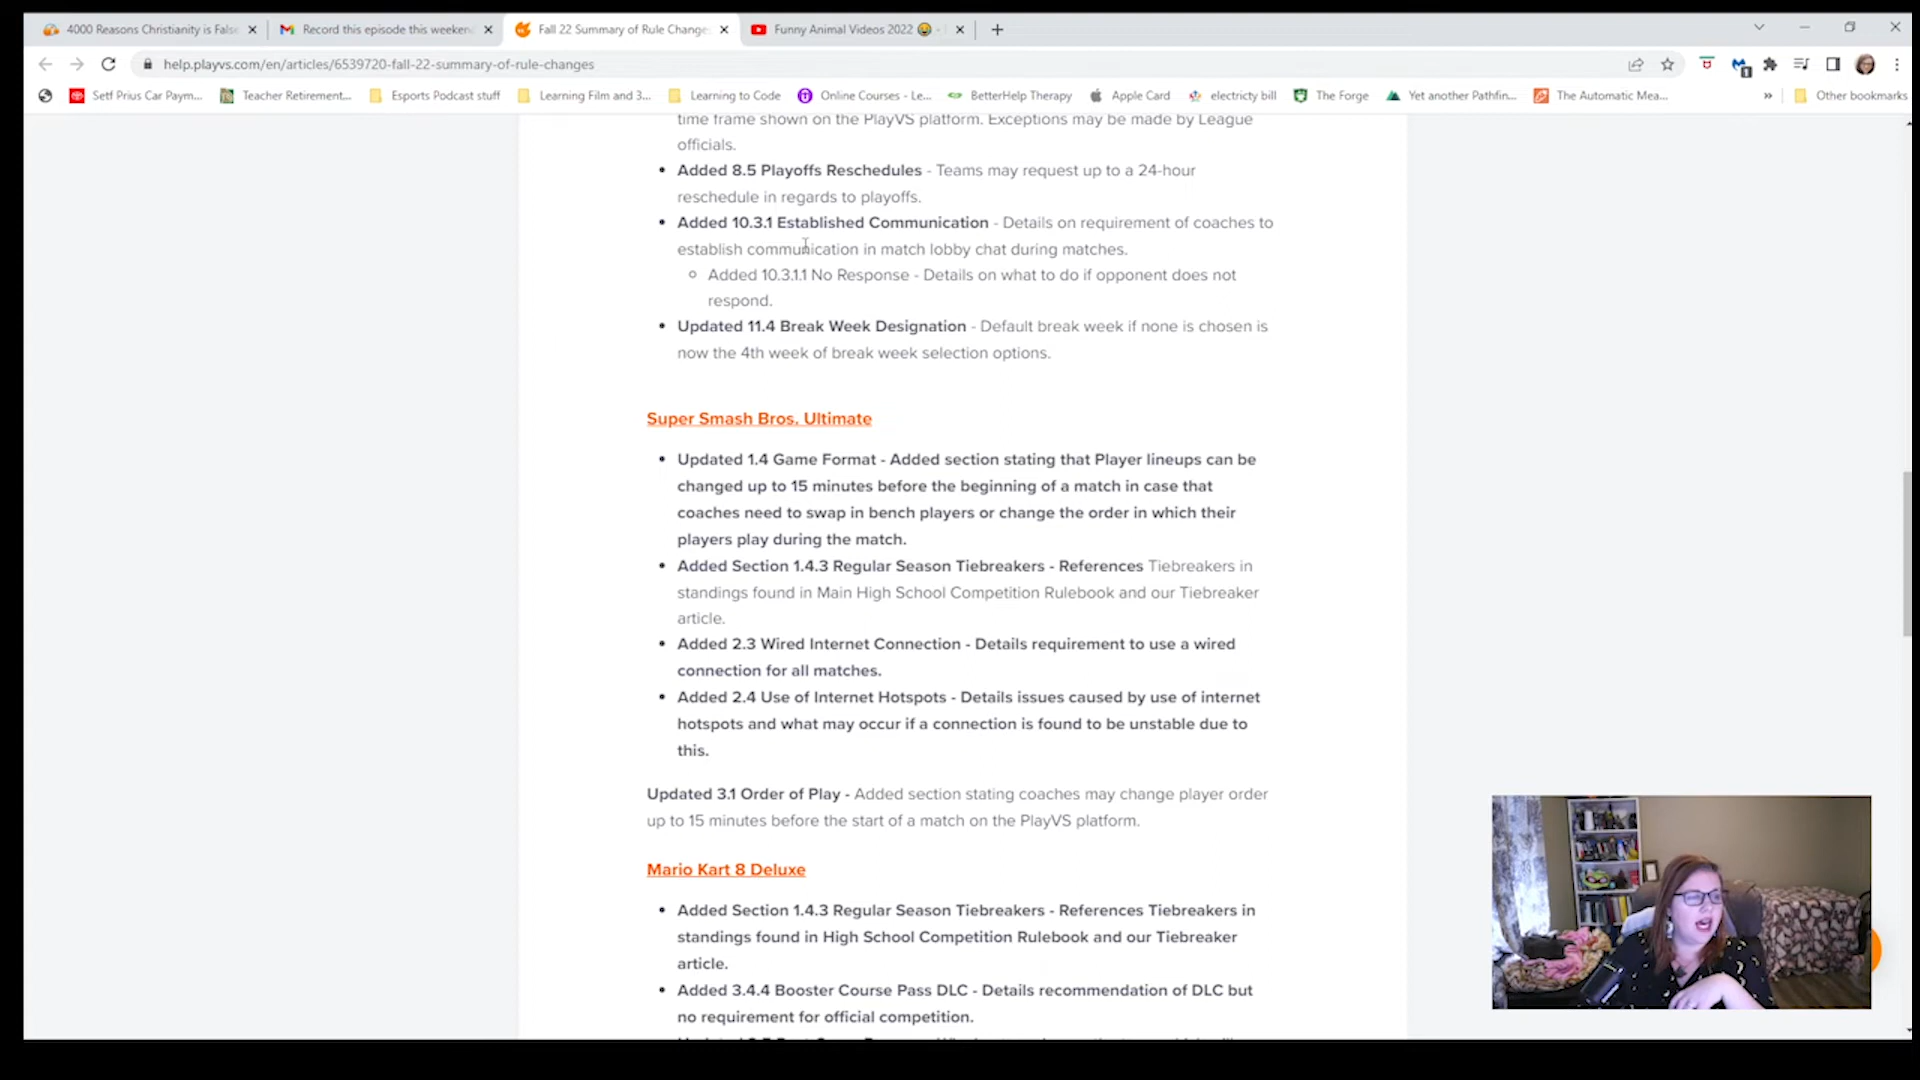 4000 Reasons Christianity is False
Record this episode this weekend
Fall 22 Summary of Rule Changes
Funny Animal Videos 2022 😂
help.playvs.com/en/articles/6539720-fall-22-summary-of-rule-changes
Setf Prius Car Paym...
Teacher Retirement...
Esports Podcast stuff
Learning Film and 3...
Learning to Code
Online Courses - Le...
BetterHelp Therapy
Apple Card
electricty bill
The Forge
Yet another Pathfin...
The Automatic Mea...
»
Other bookmarks
time frame shown on the PlayVS platform. Exceptions may be made by League
officials.
• Added 8.5 Playoffs Reschedules - Teams may request up to a 24-hour
reschedule in regards to playoffs.
• Added 10.3.1 Established Communication - Details on requirement of coaches to
establish communication in match lobby chat during matches.
○ Added 10.3.1.1 No Response - Details on what to do if opponent does not
respond.
• Updated 11.4 Break Week Designation - Default break week if none is chosen is
now the 4th week of break week selection options.
Super Smash Bros. Ultimate
• Updated 1.4 Game Format - Added section stating that Player lineups can be
changed up to 15 minutes before the beginning of a match in case that
coaches need to swap in bench players or change the order in which their
players play during the match.
• Added Section 1.4.3 Regular Season Tiebreakers - References Tiebreakers in
standings found in Main High School Competition Rulebook and our Tiebreaker
article.
• Added 2.3 Wired Internet Connection - Details requirement to use a wired
connection for all matches.
• Added 2.4 Use of Internet Hotspots - Details issues caused by use of internet
hotspots and what may occur if a connection is found to be unstable due to
this.
Updated 3.1 Order of Play - Added section stating coaches may change player order
up to 15 minutes before the start of a match on the PlayVS platform.
Mario Kart 8 Deluxe
• Added Section 1.4.3 Regular Season Tiebreakers - References Tiebreakers in
standings found in High School Competition Rulebook and our Tiebreaker
article.
• Added 3.4.4 Booster Course Pass DLC - Details recommendation of DLC but
no requirement for official competition.